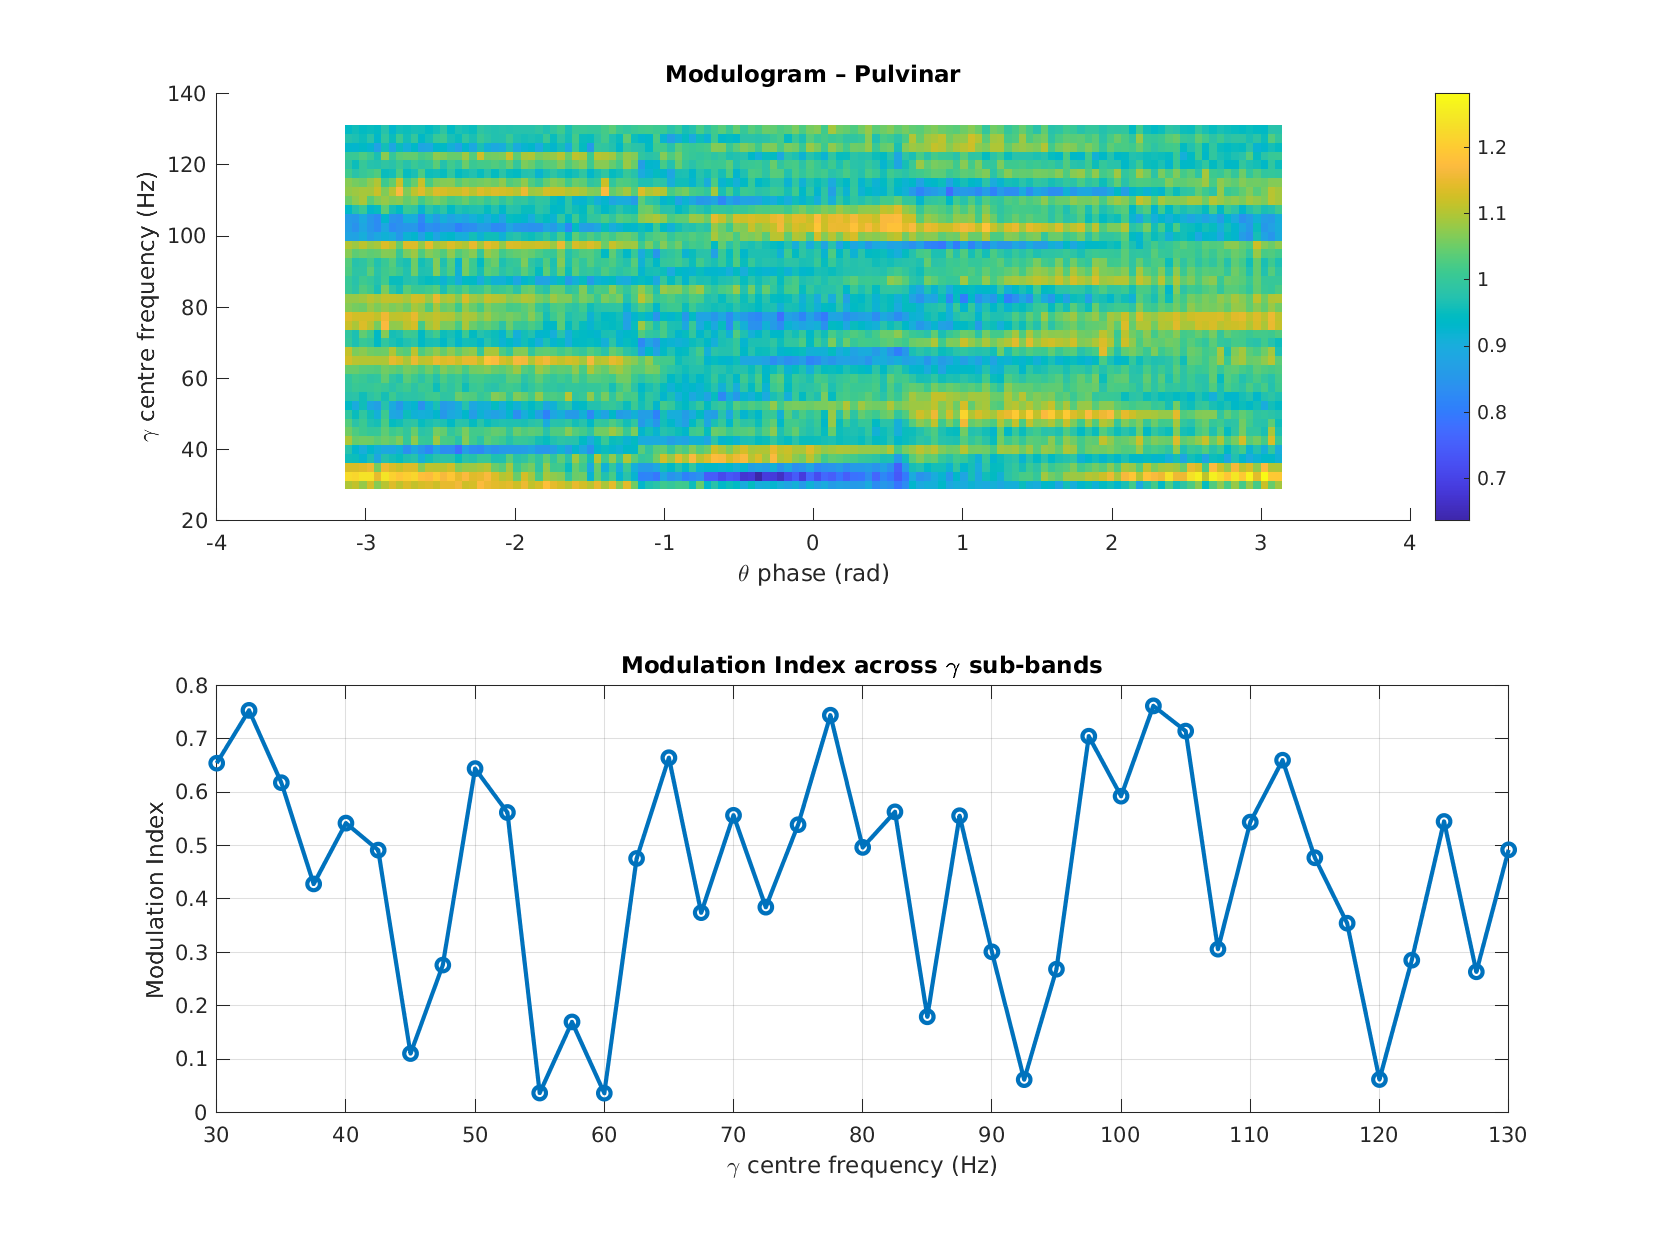 Modulogram – Pulvinar
140
120
100
80
60
40
20
γ centre frequency (Hz)
-4 -3 -2 -1 0 1 2 3 4
θ phase (rad)
1.2
1.1
1
0.9
0.8
0.7
Modulation Index across γ sub-bands
0.8
0.7
0.6
0.5
0.4
0.3
0.2
0.1
0
Modulation Index
30 40 50 60 70 80 90 100 110 120 130
γ centre frequency (Hz)